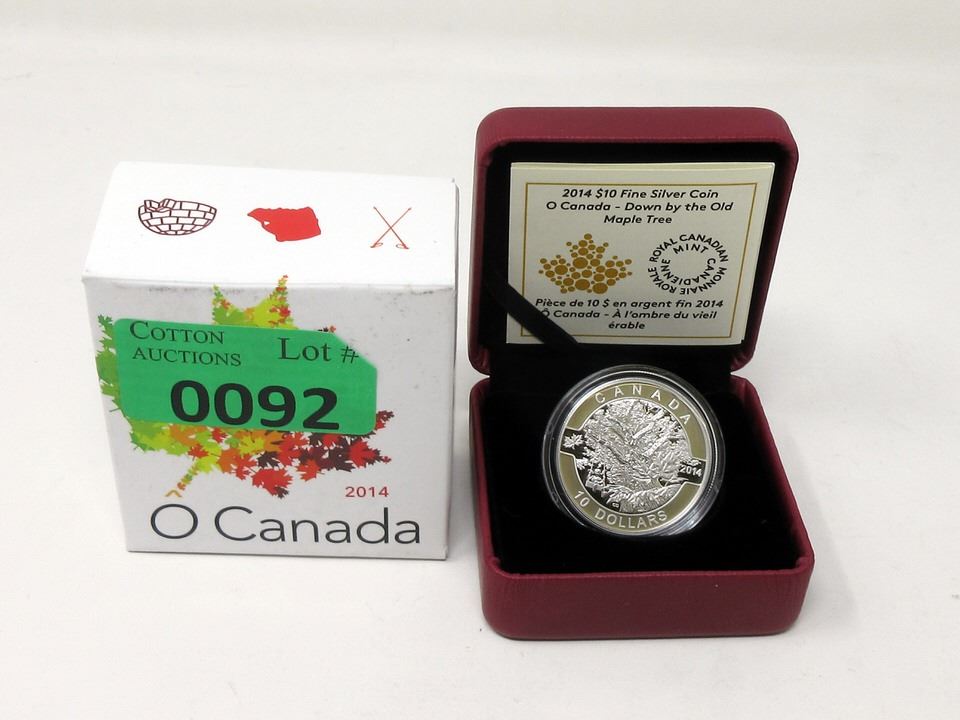 COTTON
AUCTIONS
Lot #
0092
2014
O Canada
2014 $10 Fine Silver Coin
O Canada - Down by the Old
Maple Tree
ROYAL CANADIAN MINT
MONNAIE ROYALE CANADIENNE
Pièce de 10 $ en argent fin 2014
Ô Canada - À l'ombre du vieil
érable
CANADA
2014
10 DOLLARS